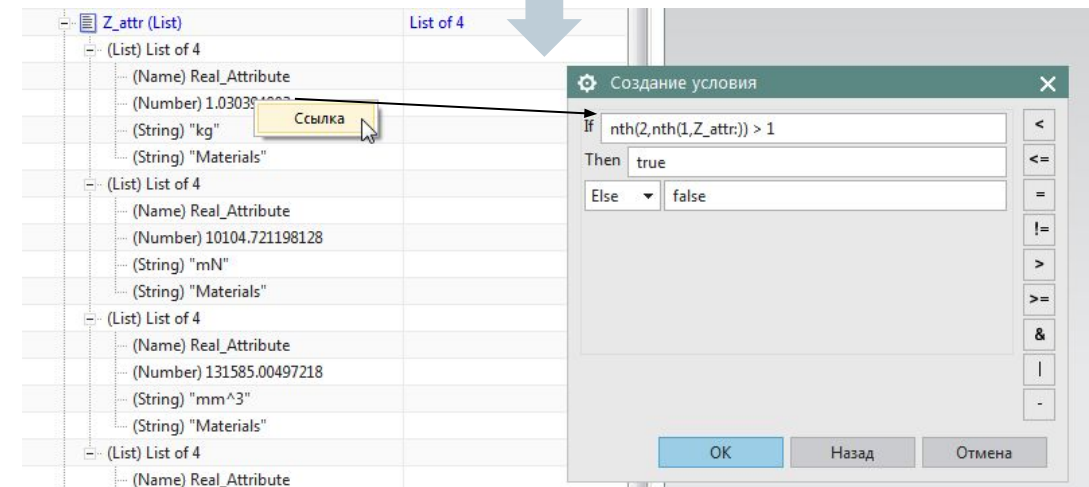 Z_attr (List) List of 4
(List) List of 4
(Name) Real_Attribute
(Number) 1.030394
(String) "kg"
(String) "Materials"
(List) List of 4
(Name) Real_Attribute
(Number) 10104.721198128
(String) "mN"
(String) "Materials"
(List) List of 4
(Name) Real_Attribute
(Number) 131585.00497218
(String) "mm^3"
(String) "Materials"
(List) List of 4
(Name) Real_Attribute
Ссылка
Создание условия
If nth(2,nth(1,Z_attr:)) > 1
Then true
Else false
<
<=
=
!=
>
>=
&
|
-
OK Назад Отмена